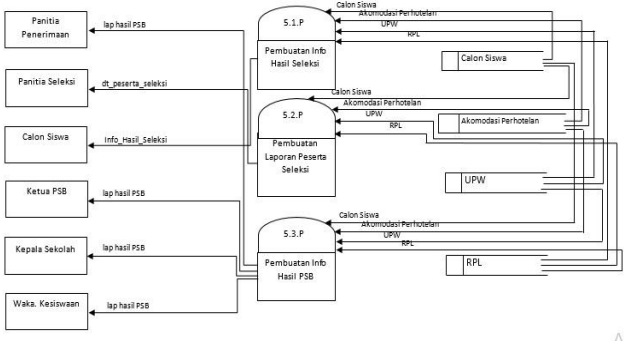 Panitia
Penerimaan
lap hasil PSB
Panitia Seleksi
dt_peserta_seleksi
Calon Siswa
Info_Hasil_Seleksi
Ketua PSB
lap hasil PSB
Kepala Sekolah
lap hasil PSB
Waka. Kesiswaan
lap hasil PSB
5.1.P
Pembuatan Info
Hasil Seleksi
Calon Siswa
Akomodasi Perhotelan
UPW
RPL
5.2.P
Pembuatan
Laporan Peserta
Seleksi
Calon Siswa
Akomodasi Perhotelan
UPW
RPL
5.3.P
Pembuatan Info
Hasil PSB
Calon Siswa
Akomodasi Perhotelan
UPW
RPL
Calon Siswa
Akomodasi Perhotelan
UPW
RPL